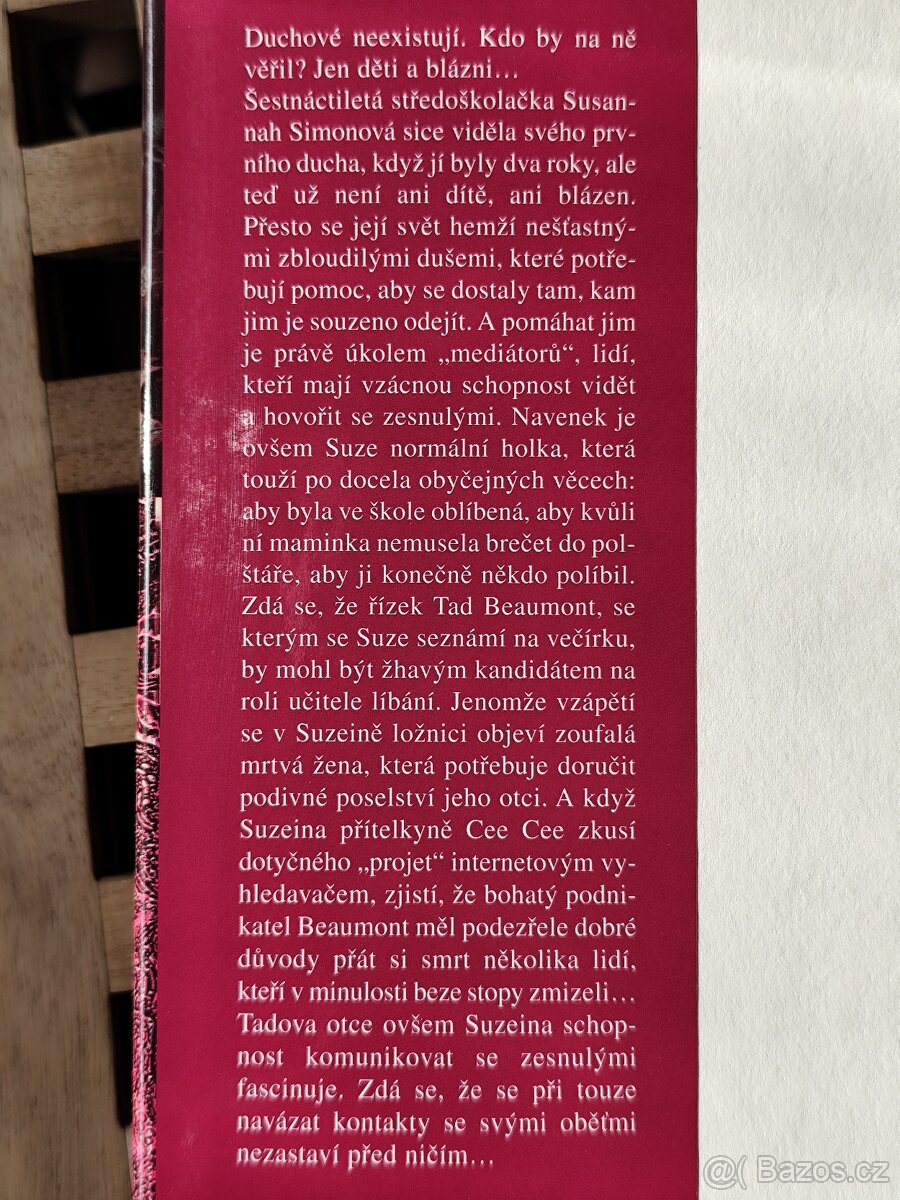 Duchové neexistují. Kdo by na ně
věřil? Jen děti a blázni...
Šestnáctiletá středoškolačka Susan-
nah Simonová sice viděla svého prv-
ního ducha, když jí byly dva roky, ale
teď už není ani dítě, ani blázen.
Přesto se její svět hemží nešťastný-
mi zbloudilými dušemi, které potře-
bují pomoc, aby se dostaly tam, kam
jim je souzeno odejít. A pomáhat jim
je právě úkolem „mediátorů“, lidí,
kteří mají vzácnou schopnost vidět
a hovořit se zesnulými. Navenek je
ovšem Suze normální holka, která
touží po docela obyčejných věcech:
aby byla ve škole oblíbená, aby kvůli
ní maminka nemusela brečet do pol-
štáře, aby ji konečně někdo políbil.
Zdá se, že řízek Tad Beaumont, se
kterým se Suze seznámí na večírku,
by mohl být žhavým kandidátem na
roli učitele líbání. Jenomže vzápětí
se v Suzeině ložnici objeví zoufalá
mrtvá žena, která potřebuje doručit
podivné poselství jeho otci. A když
Suzeina přítelkyně Cee Cee zkusí
dotyčného „projet“ internetovým vy-
hledavačem, zjistí, že bohatý podni-
katel Beaumont měl podezřele dobré
důvody přát si smrt několika lidí,
kteří v minulosti beze stopy zmizeli...
Tadova otce ovšem Suzeina schop-
nost komunikovat se zesnulými
fascinuje. Zdá se, že se při touze
navázat kontakty se svými oběťmi
nezastaví před ničím...
@( Bazos.cz